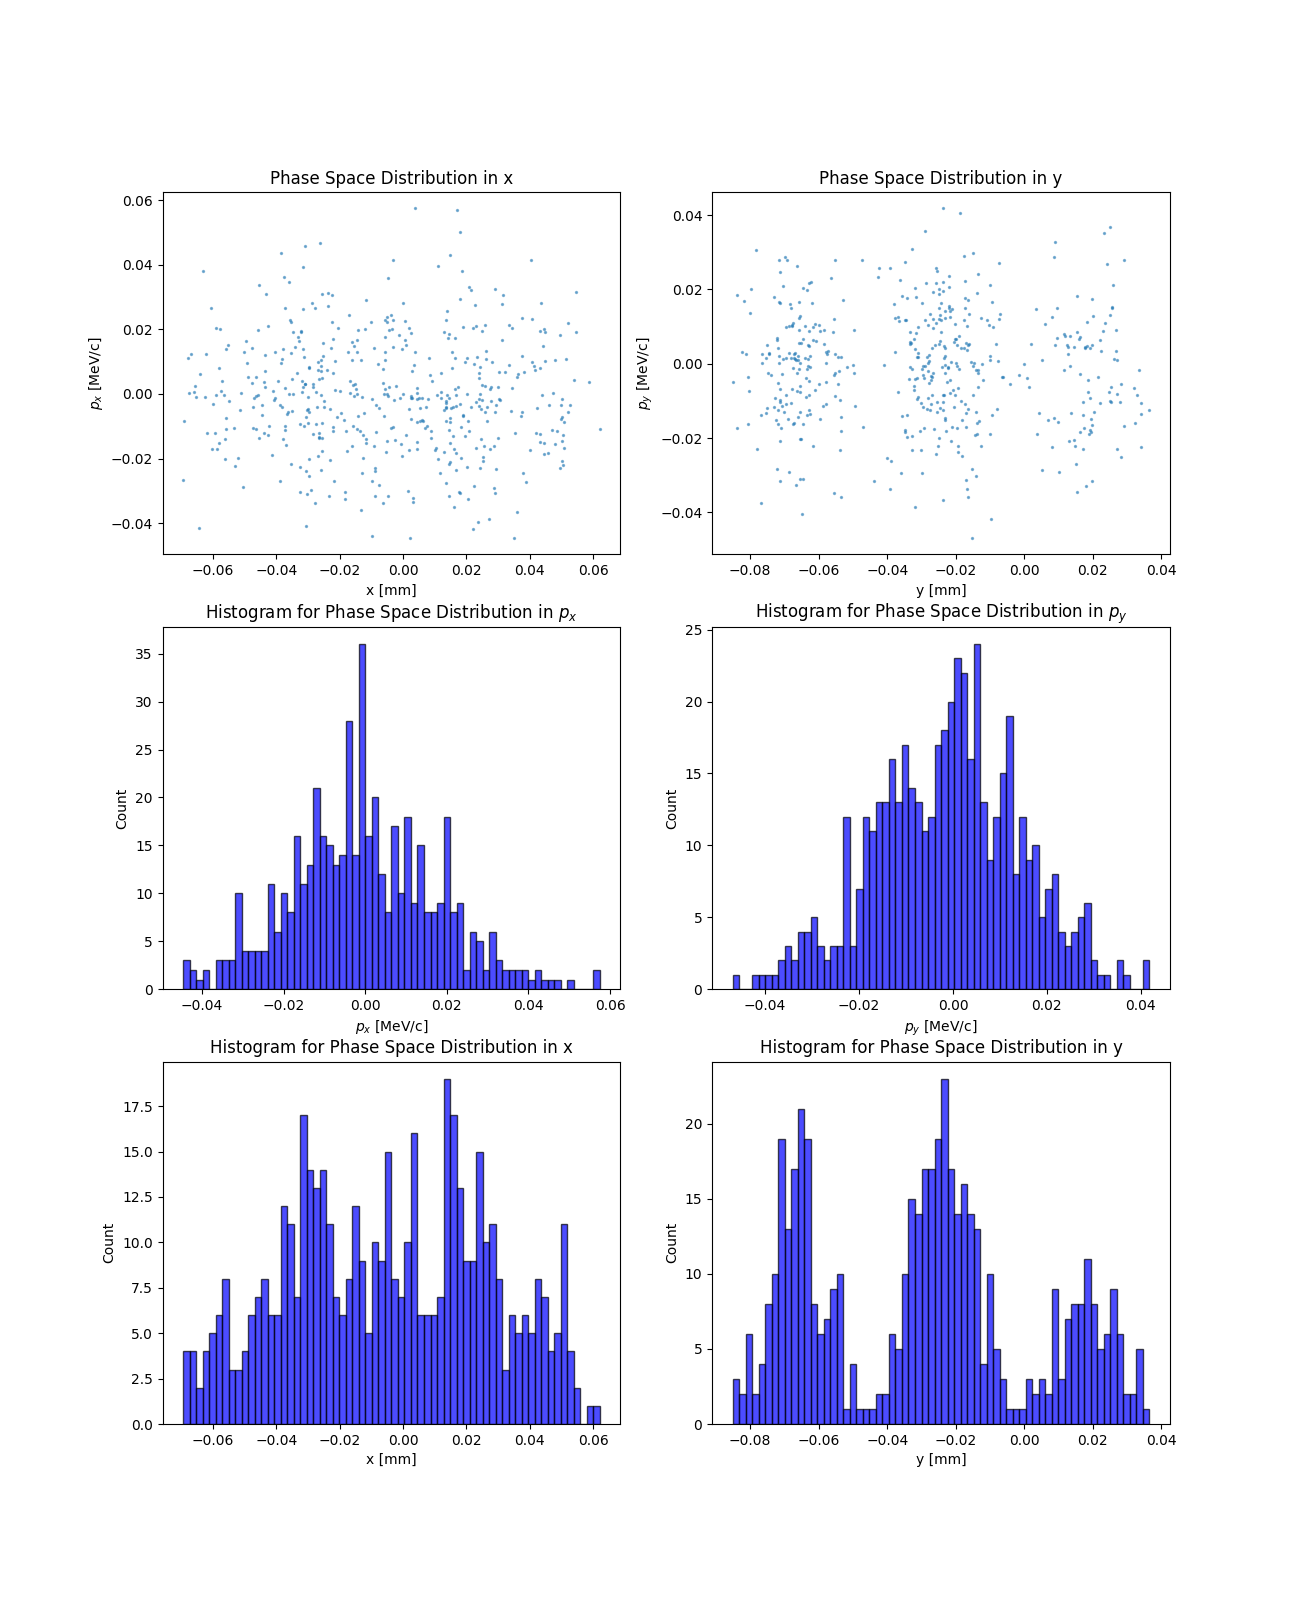 Phase Space Distribution in x
Phase Space Distribution in y
0.06
0.04
0.02
0.00
−0.02
−0.04
p_x [MeV/c]
−0.06 −0.04 −0.02 0.00 0.02 0.04 0.06
x [mm]
0.04
0.02
0.00
−0.02
−0.04
p_y [MeV/c]
−0.08 −0.06 −0.04 −0.02 0.00 0.02 0.04
y [mm]
Histogram for Phase Space Distribution in p_x
Histogram for Phase Space Distribution in p_y
35
30
25
20
15
10
5
0
Count
−0.04 −0.02 0.00 0.02 0.04 0.06
p_x [MeV/c]
25
20
15
10
5
0
Count
−0.04 −0.02 0.00 0.02 0.04
p_y [MeV/c]
Histogram for Phase Space Distribution in x
Histogram for Phase Space Distribution in y
17.5
15.0
12.5
10.0
7.5
5.0
2.5
0.0
Count
−0.06 −0.04 −0.02 0.00 0.02 0.04 0.06
x [mm]
20
15
10
5
0
Count
−0.08 −0.06 −0.04 −0.02 0.00 0.02 0.04
y [mm]